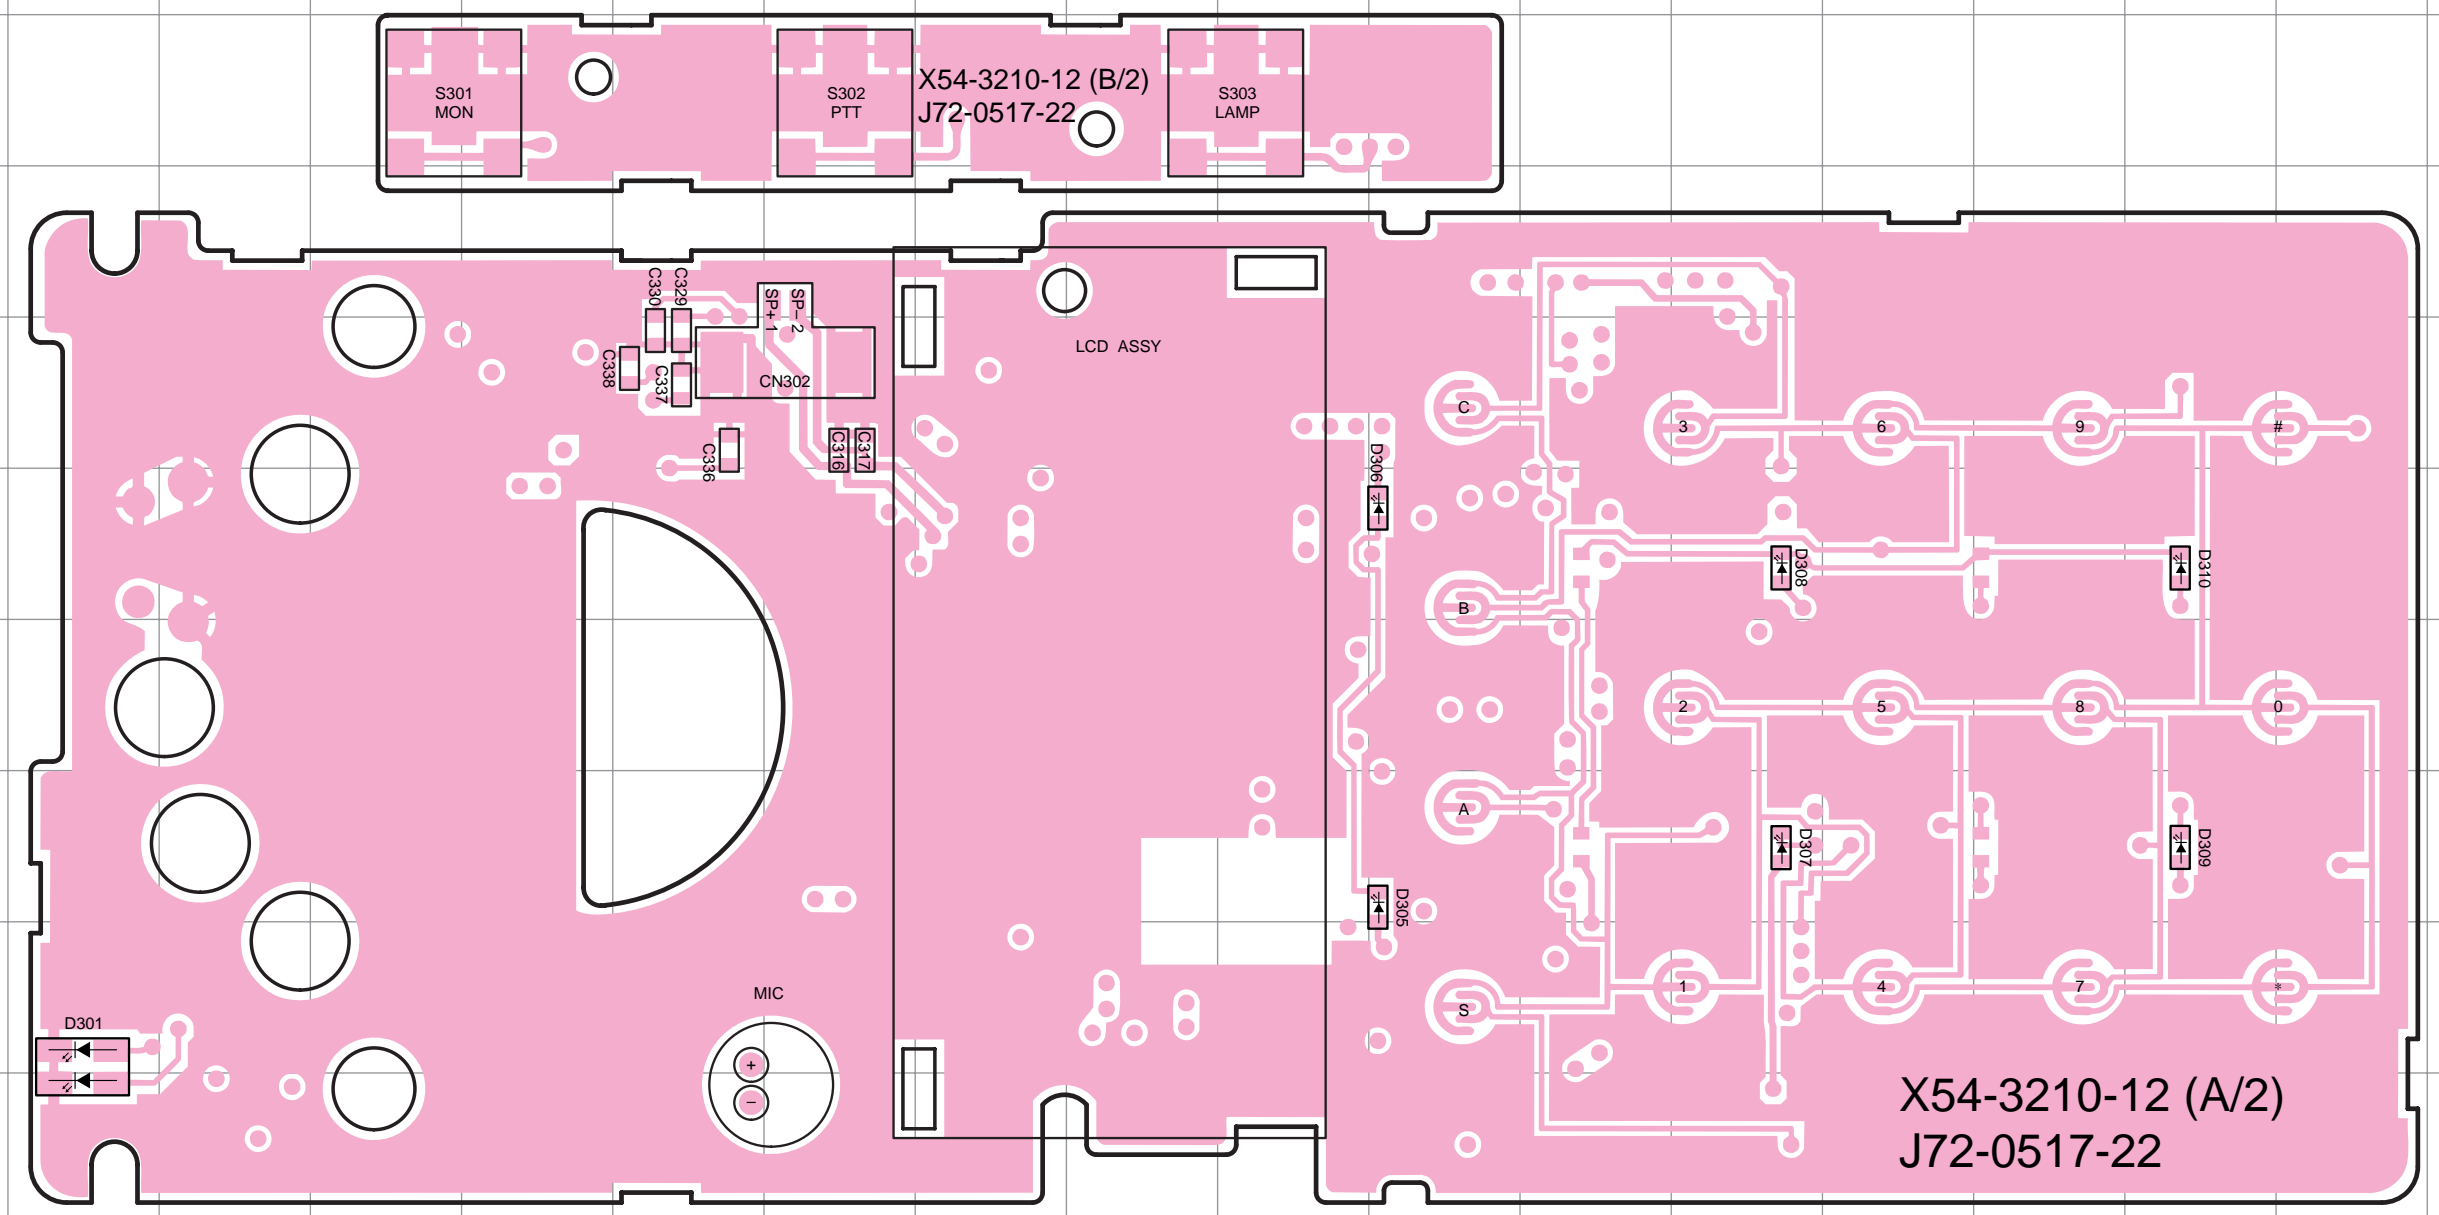 S301
MON
S302
PTT
X54-3210-12 (B/2)
J72-0517-22
S303
LAMP
C330
C329
SP+ 1
SP- 2
C338
C337
CN302
LCD ASSY
C336
C316
C317
D306
C
3
6
9
#
D308
D310
B
2
5
8
0
A
D307
D309
D305
S
1
4
7
*
MIC
+
−
D301
X54-3210-12 (A/2)
J72-0517-22